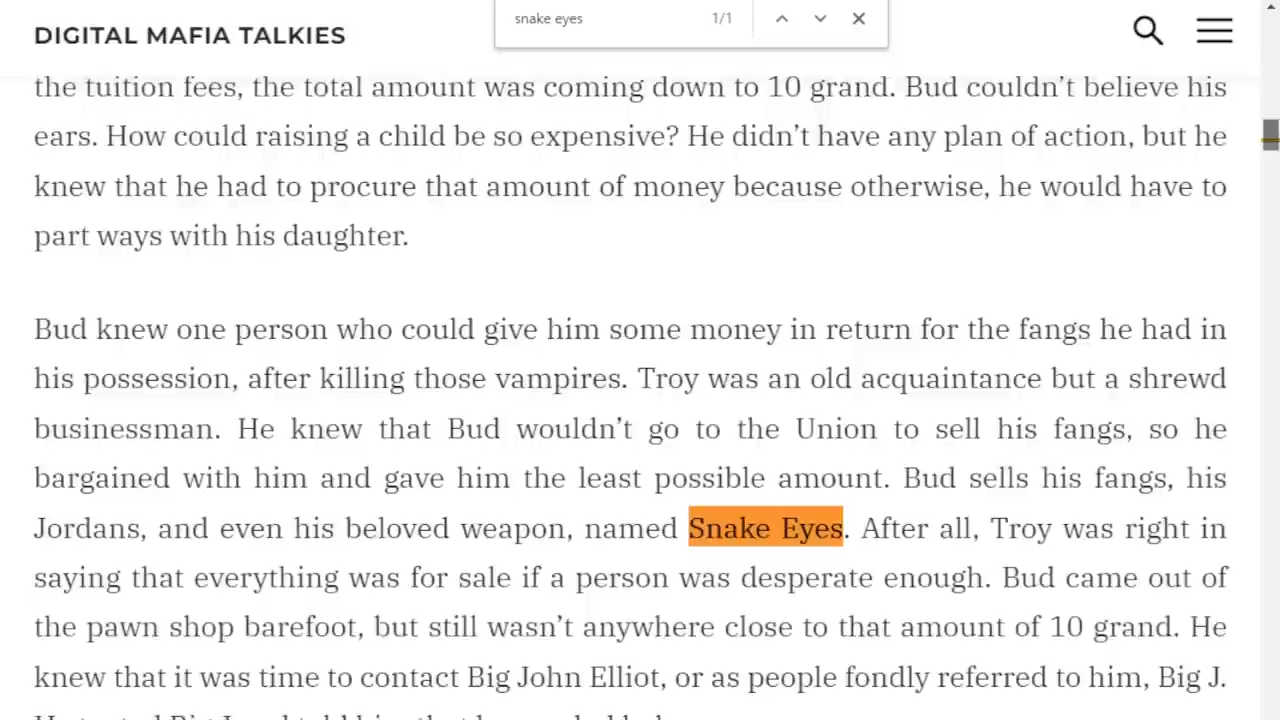 snake eyes 1/1
DIGITAL MAFIA TALKIES
the tuition fees, the total amount was coming down to 10 grand. Bud couldn’t believe his
ears. How could raising a child be so expensive? He didn’t have any plan of action, but he
knew that he had to procure that amount of money because otherwise, he would have to
part ways with his daughter.
Bud knew one person who could give him some money in return for the fangs he had in
his possession, after killing those vampires. Troy was an old acquaintance but a shrewd
businessman. He knew that Bud wouldn’t go to the Union to sell his fangs, so he
bargained with him and gave him the least possible amount. Bud sells his fangs, his
Jordans, and even his beloved weapon, named Snake Eyes. After all, Troy was right in
saying that everything was for sale if a person was desperate enough. Bud came out of
the pawn shop barefoot, but still wasn’t anywhere close to that amount of 10 grand. He
knew that it was time to contact Big John Elliot, or as people fondly referred to him, Big J.